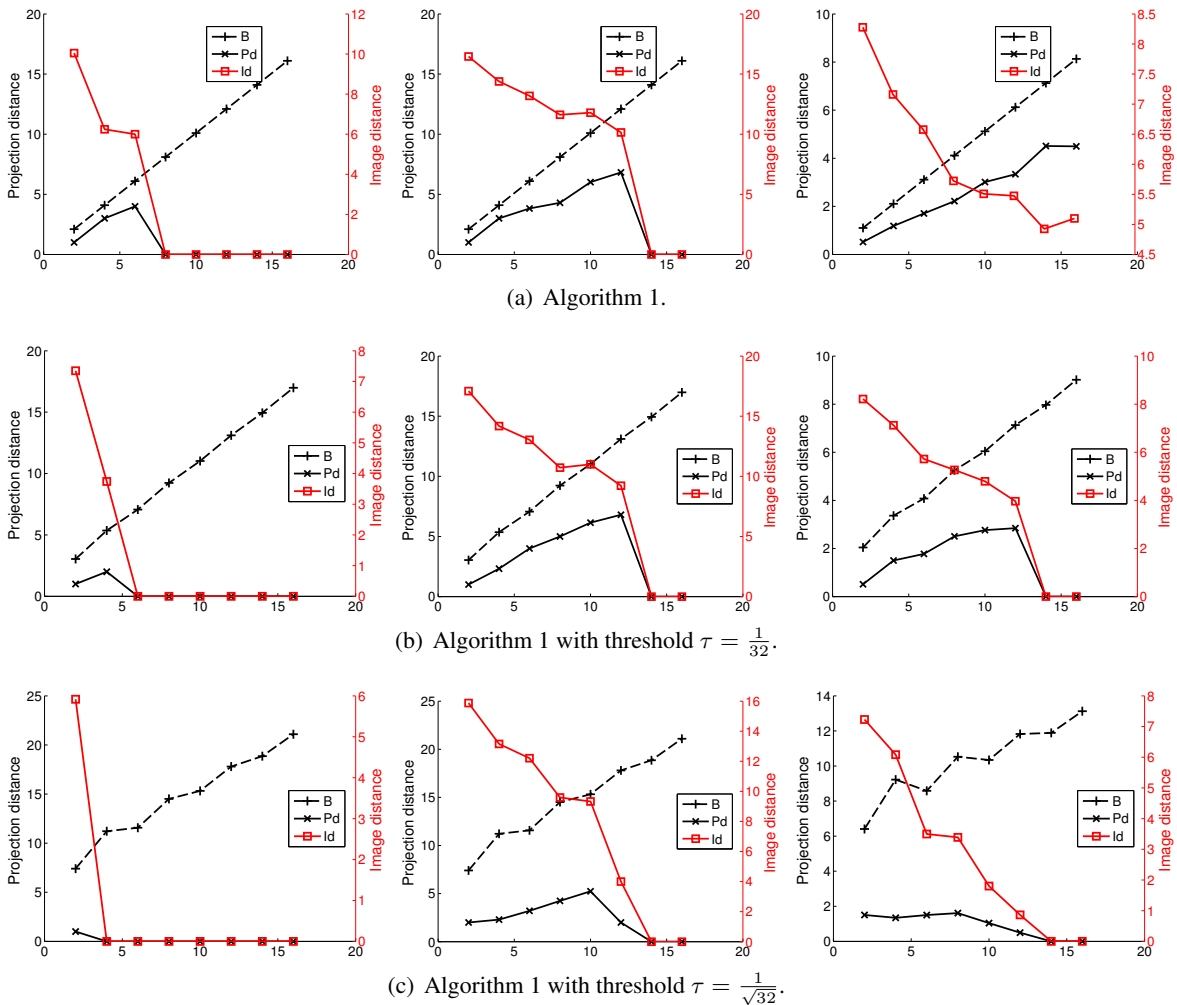 20
15
10
5
0
0 5 10 15 20
Projection distance
12
10
8
6
4
2
0
Image distance
B
Pd
Id
20
15
10
5
0
0 5 10 15 20
Projection distance
20
15
10
5
0
Image distance
B
Pd
Id
10
8
6
4
2
0
0 5 10 15 20
Projection distance
8.5
8
7.5
7
6.5
6
5.5
5
4.5
Image distance
B
Pd
Id
(a) Algorithm 1.
20
15
10
5
0
0 5 10 15 20
Projection distance
8
7
6
5
4
3
2
1
0
Image distance
B
Pd
Id
20
15
10
5
0
0 5 10 15 20
Projection distance
20
15
10
5
0
Image distance
B
Pd
Id
10
8
6
4
2
0
0 5 10 15 20
Projection distance
10
8
6
4
2
0
Image distance
B
Pd
Id
(b) Algorithm 1 with threshold τ = 1/32.
25
20
15
10
5
0
0 5 10 15 20
Projection distance
6
5
4
3
2
1
0
Image distance
B
Pd
Id
25
20
15
10
5
0
0 5 10 15 20
Projection distance
16
14
12
10
8
6
4
2
0
Image distance
B
Pd
Id
14
12
10
8
6
4
2
0
0 5 10 15 20
Projection distance
8
7
6
5
4
3
2
1
0
Image distance
B
Pd
Id
(c) Algorithm 1 with threshold τ = 1/√32.